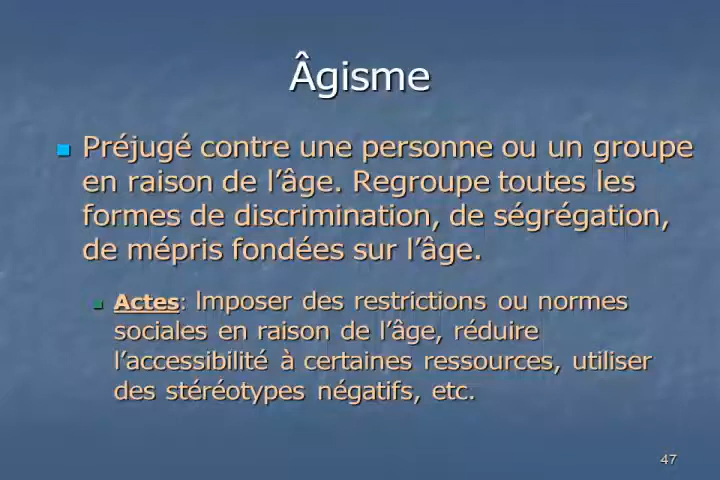 Âgisme
Préjugé contre une personne ou un groupe
en raison de l’âge. Regroupe toutes les
formes de discrimination, de ségrégation,
de mépris fondées sur l’âge.
Actes: Imposer des restrictions ou normes
sociales en raison de l’âge, réduire
l’accessibilité à certaines ressources, utiliser
des stéréotypes négatifs, etc.
47